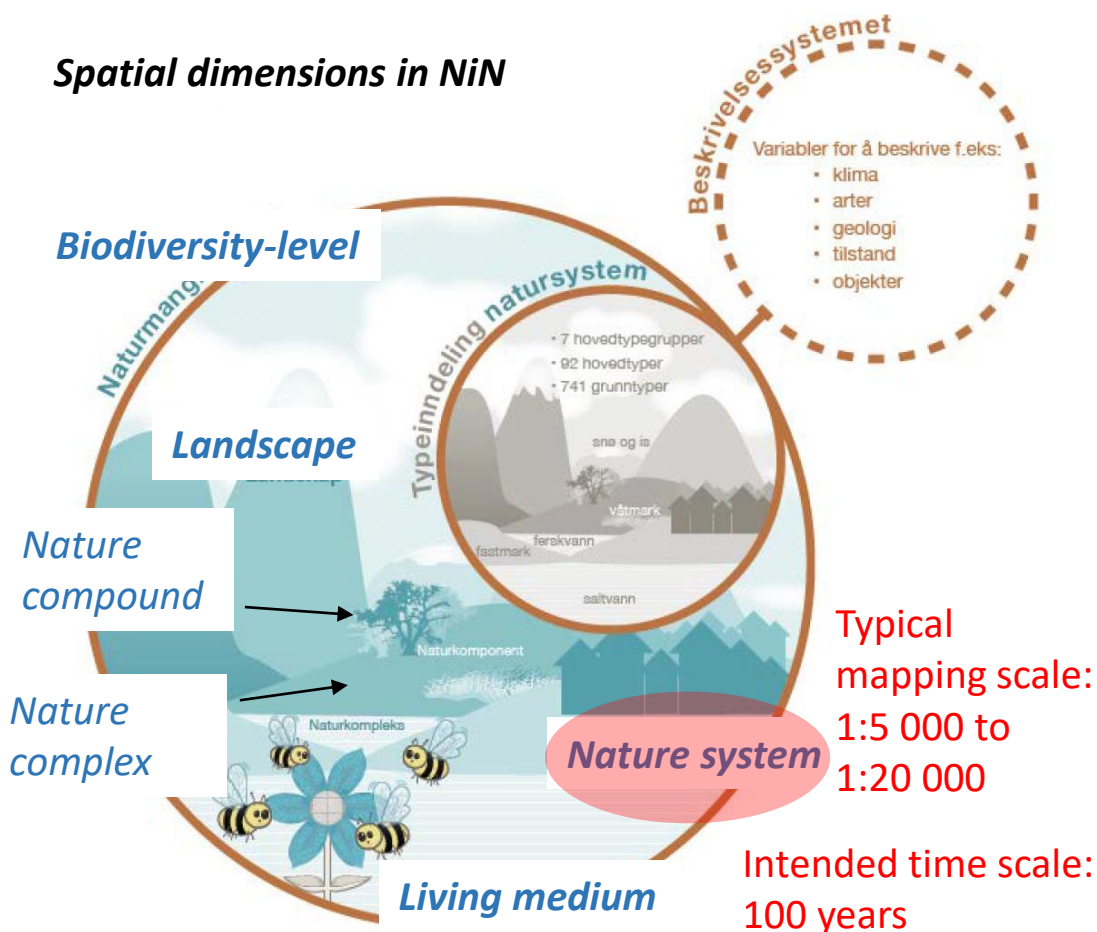 Spatial dimensions in NiN
Beskrivelsessystemet
Variabler for å beskrive f.eks:
• klima
• arter
• geologi
• tilstand
• objekter
Biodiversity-level
Typeinndeling natursystem
• 7 hovedtypegrupper
• 92 hovedtyper
• 741 grunntyper
Landscape
snø og is
våtmark
ferskvann
fastmark
saltvann
Nature
compound
Naturkomponent
Typical
mapping scale:
1:5 000 to
1:20 000
Nature
complex
Naturkompleks
Nature system
Living medium
Intended time scale:
100 years